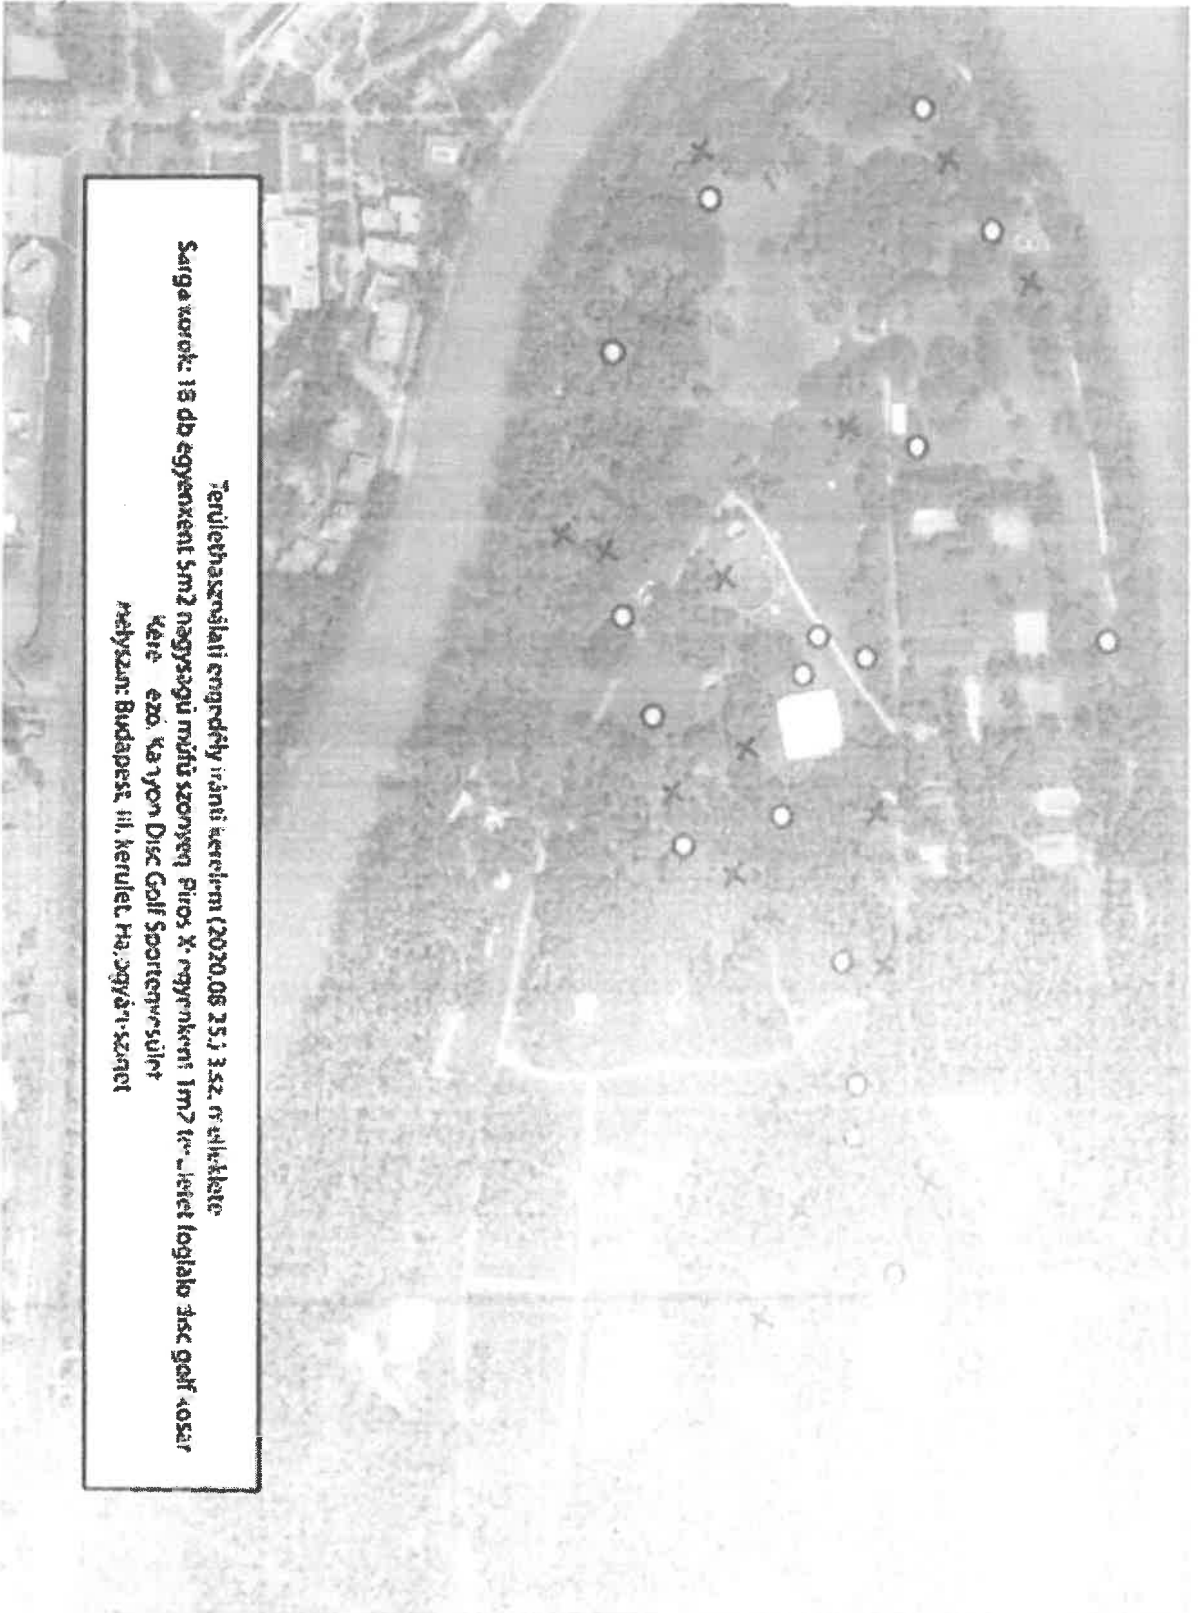 Területhasználati engedély iránti kérelem (2020.08.25.) 3.sz. melléklete
Sárga körök: 18 db egyenként 5m2 nagyságú műfű szőnyeg, Piros X: egyenként 1m2 területet foglaló disc golf kosár
Kanyon Disc Golf Sportegyesület
Helyszín: Budapest, III. kerület, Hajógyári-sziget